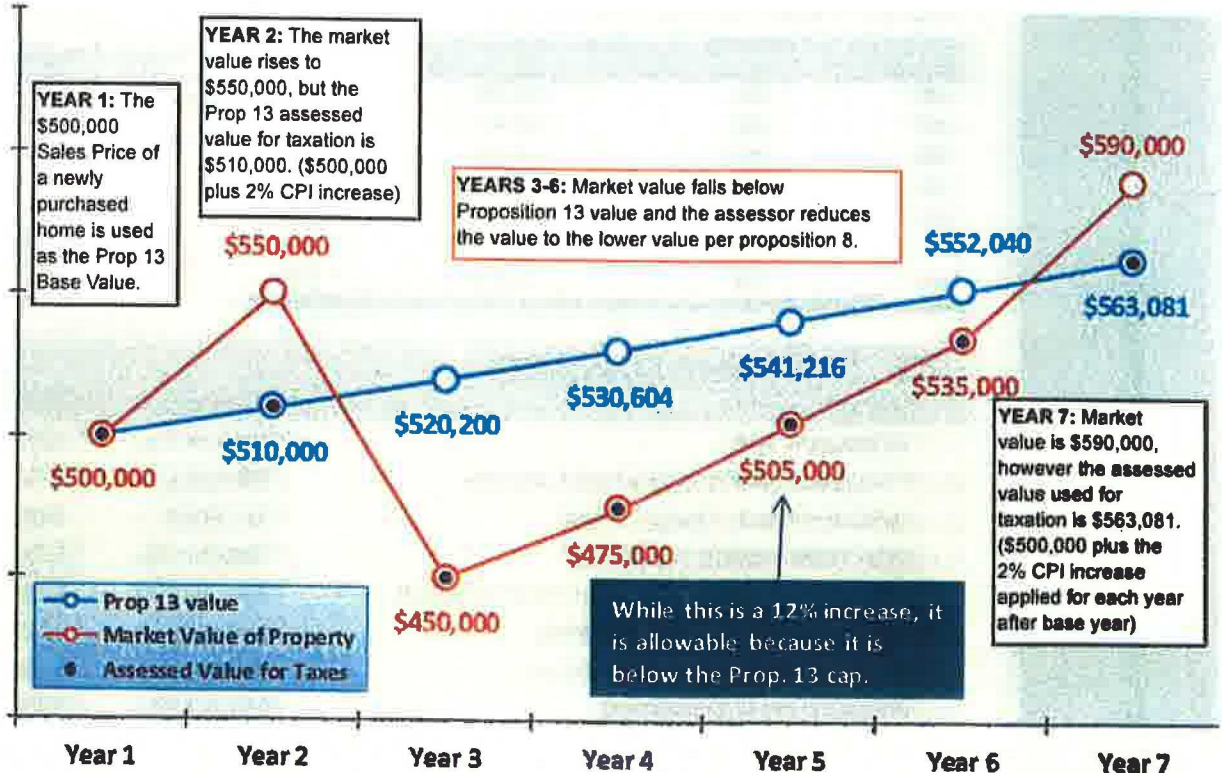 YEAR 1: The
$500,000
Sales Price of
a newly
purchased
home is used
as the Prop 13
Base Value.
YEAR 2: The market
value rises to
$550,000, but the
Prop 13 assessed
value for taxation is
$510,000. ($500,000
plus 2% CPI increase)
YEARS 3-6: Market value falls below
Proposition 13 value and the assessor reduces
the value to the lower value per proposition 8.
$590,000
$550,000
$552,040
$563,081
$541,216
$530,604
$520,200
$510,000
$500,000
$535,000
$505,000
$475,000
$450,000
YEAR 7: Market
value is $590,000,
however the assessed
value used for
taxation is $563,081.
($500,000 plus the
2% CPI increase
applied for each year
after base year)
While this is a 12% increase, it
is allowable because it is
below the Prop. 13 cap.
Prop 13 value
Market Value of Property
Assessed Value for Taxes
Year 1
Year 2
Year 3
Year 4
Year 5
Year 6
Year 7